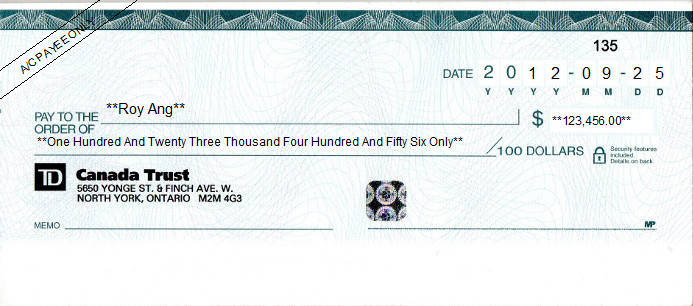 A/C PAYEE ONLY
135
DATE 2 0 1 2 - 0 9 - 2 5
Y Y Y Y M M D D
PAY TO THE ORDER OF **Roy Ang** $ **123,456.00**
**One Hundred And Twenty Three Thousand Four Hundred And Fifty Six Only** /100 DOLLARS Security features included. Details on back.
TD Canada Trust
5650 YONGE ST. & FINCH AVE. W.
NORTH YORK, ONTARIO M2M 4G3
MEMO MP